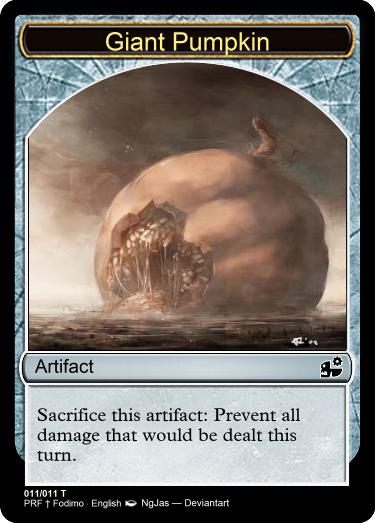 Giant Pumpkin
Artifact
Sacrifice this artifact: Prevent all
damage that would be dealt this
turn.
011/011 T
PRF † Fodimo · English NgJas — Deviantart